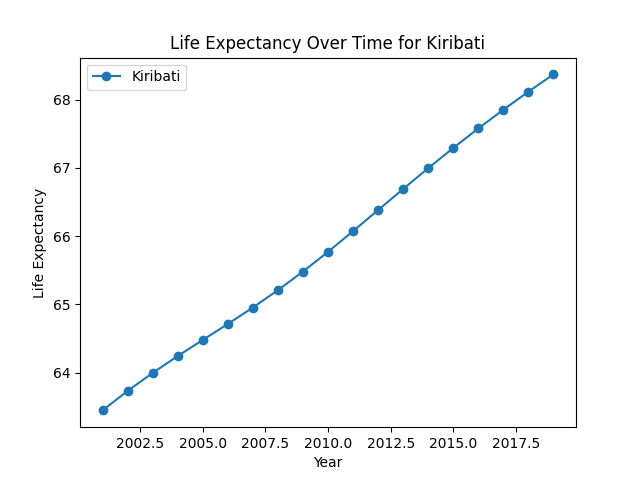 Life Expectancy Over Time for Kiribati
Kiribati
68
67
66
65
64
Life Expectancy
2002.5 2005.0 2007.5 2010.0 2012.5 2015.0 2017.5
Year